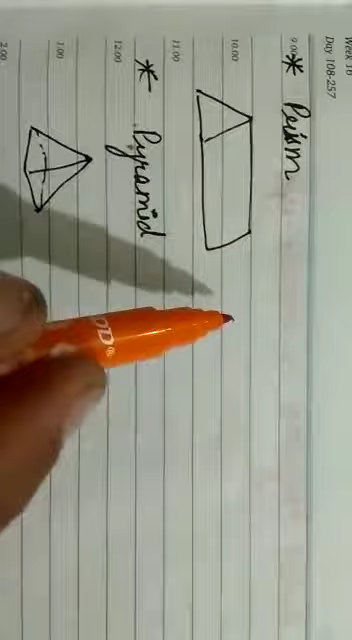 Week 16
Day 108-257
9.00 * Prism
10.00
11.00
12.00 * Pyramid
1.00
2.00
OD®